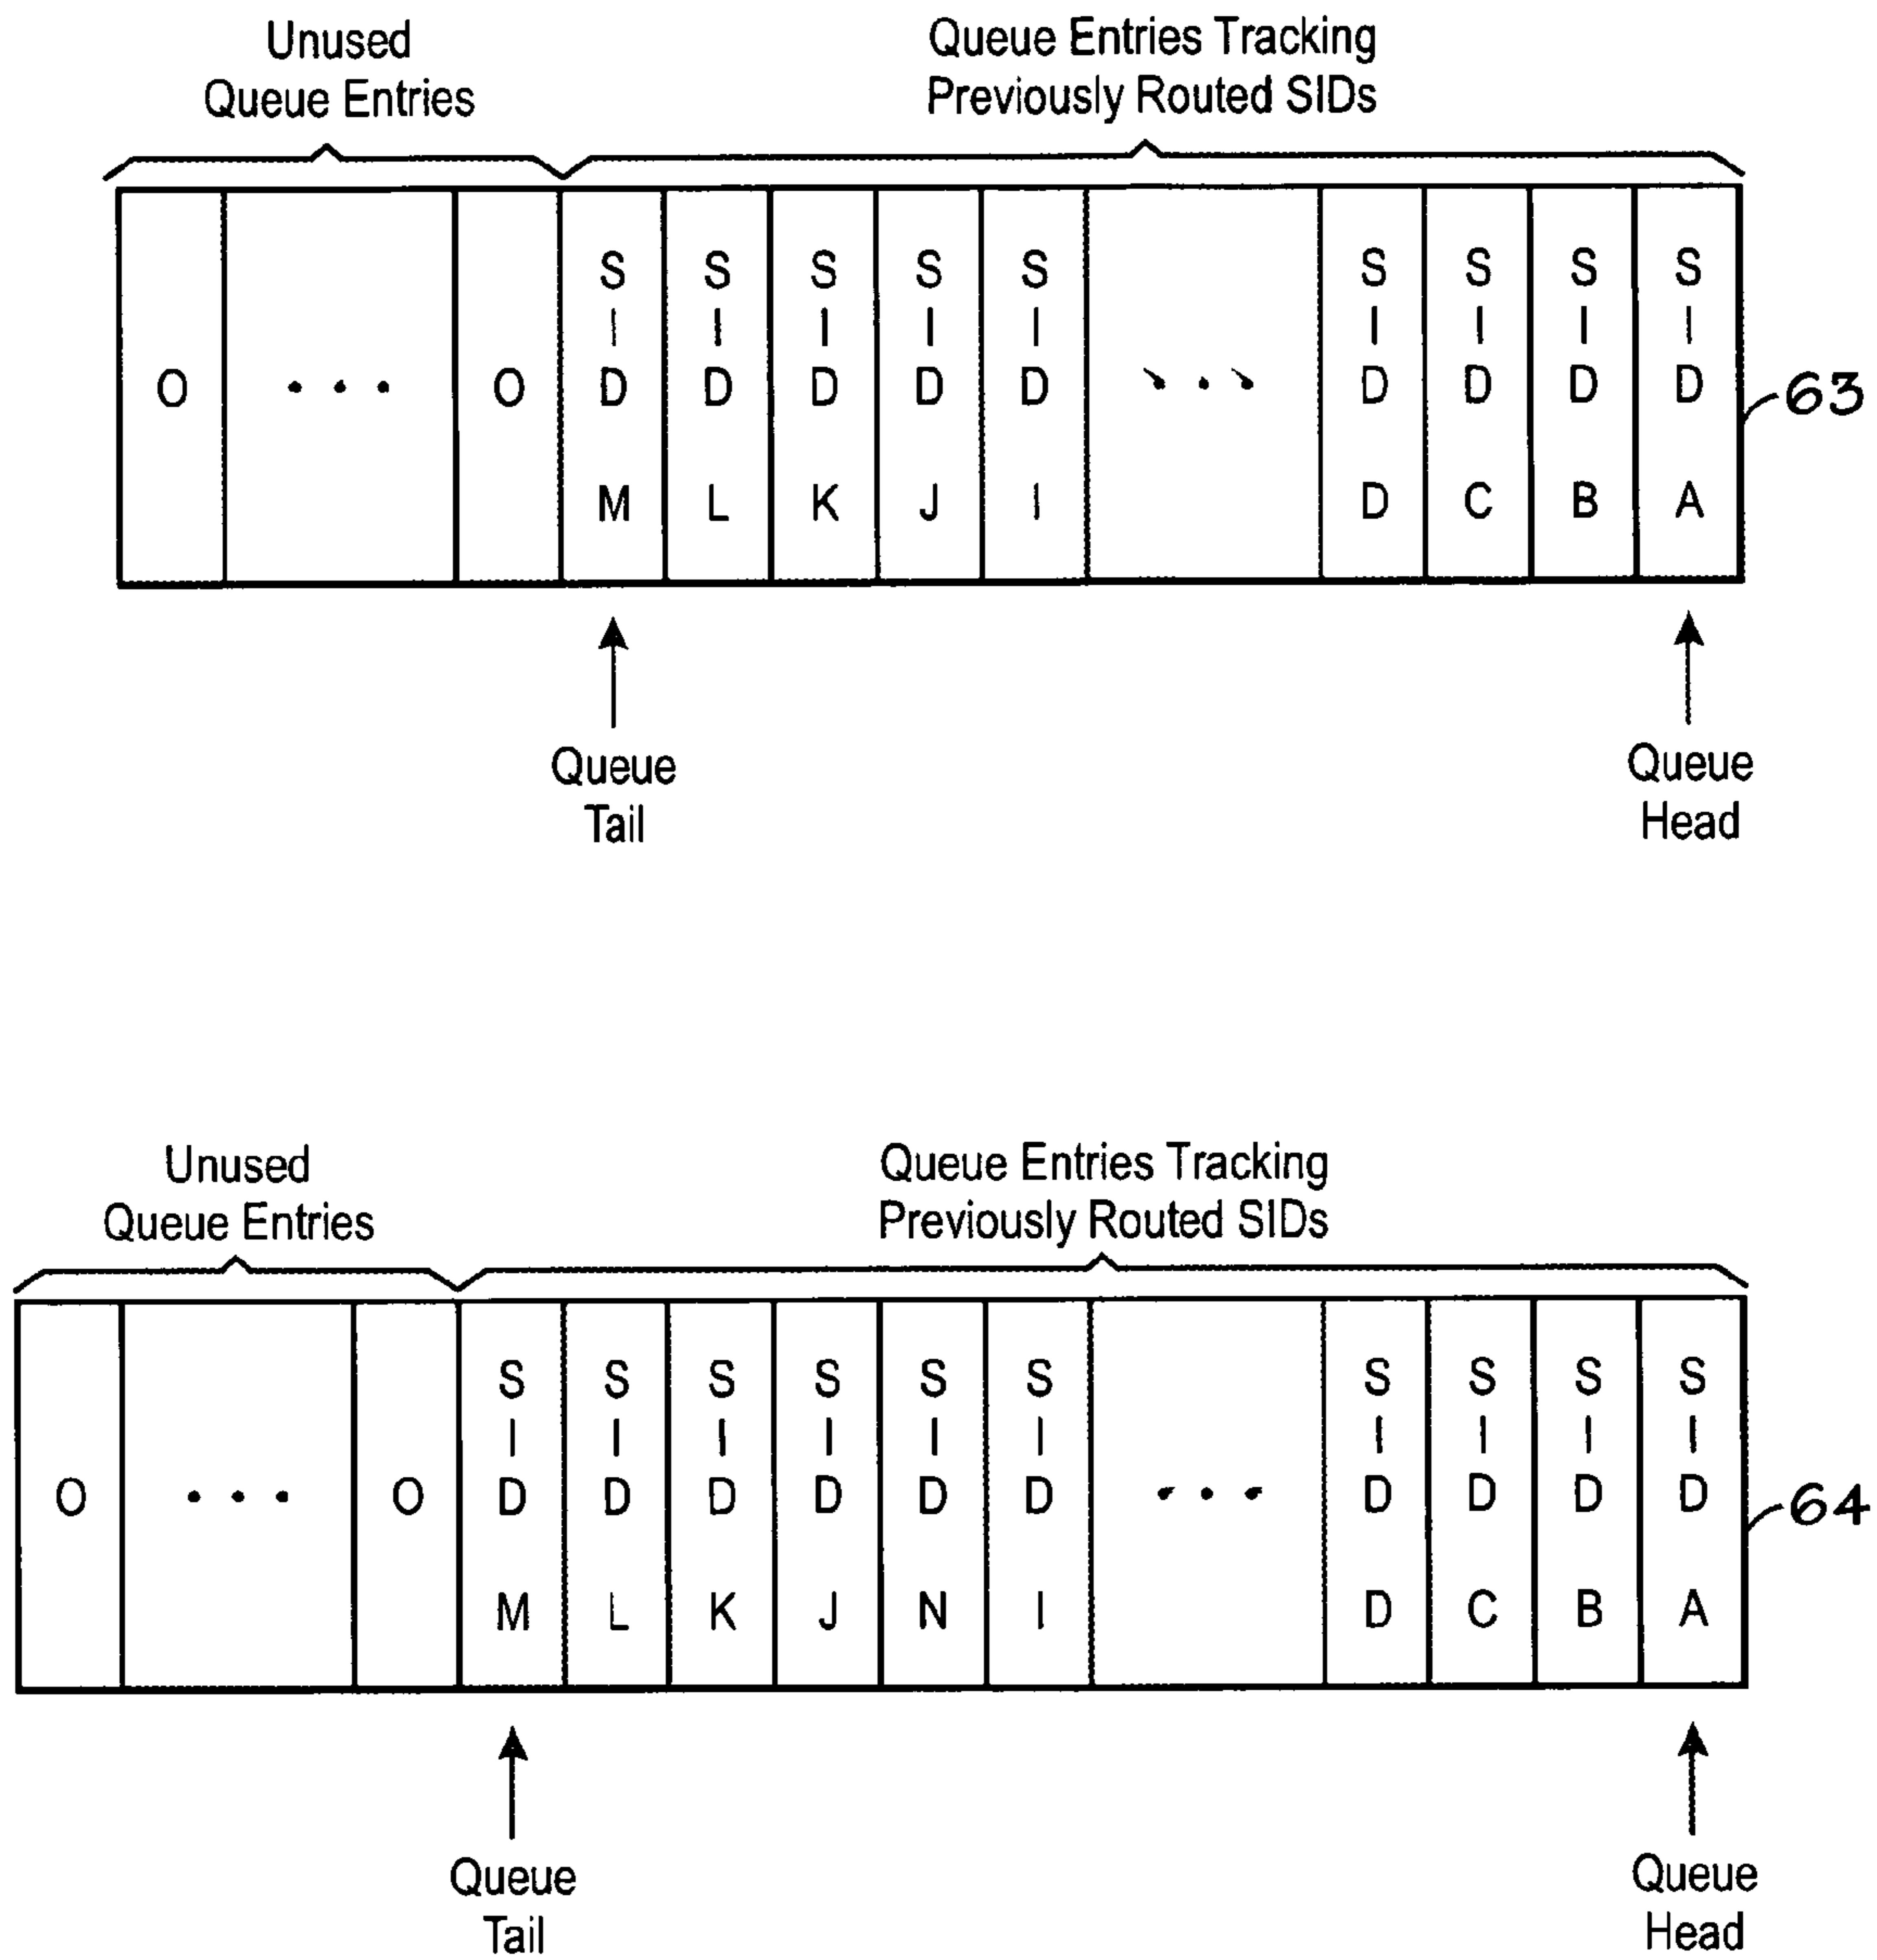 Unused
Queue Entries
Queue Entries Tracking
Previously Routed SIDs
O ... O SID M SID L SID K SID J SID I ... SID D SID C SID B SID A
63
Queue
Tail
Queue
Head
Unused
Queue Entries
Queue Entries Tracking
Previously Routed SIDs
O ... O SID M SID L SID K SID J SID N SID I ... SID D SID C SID B SID A
64
Queue
Tail
Queue
Head